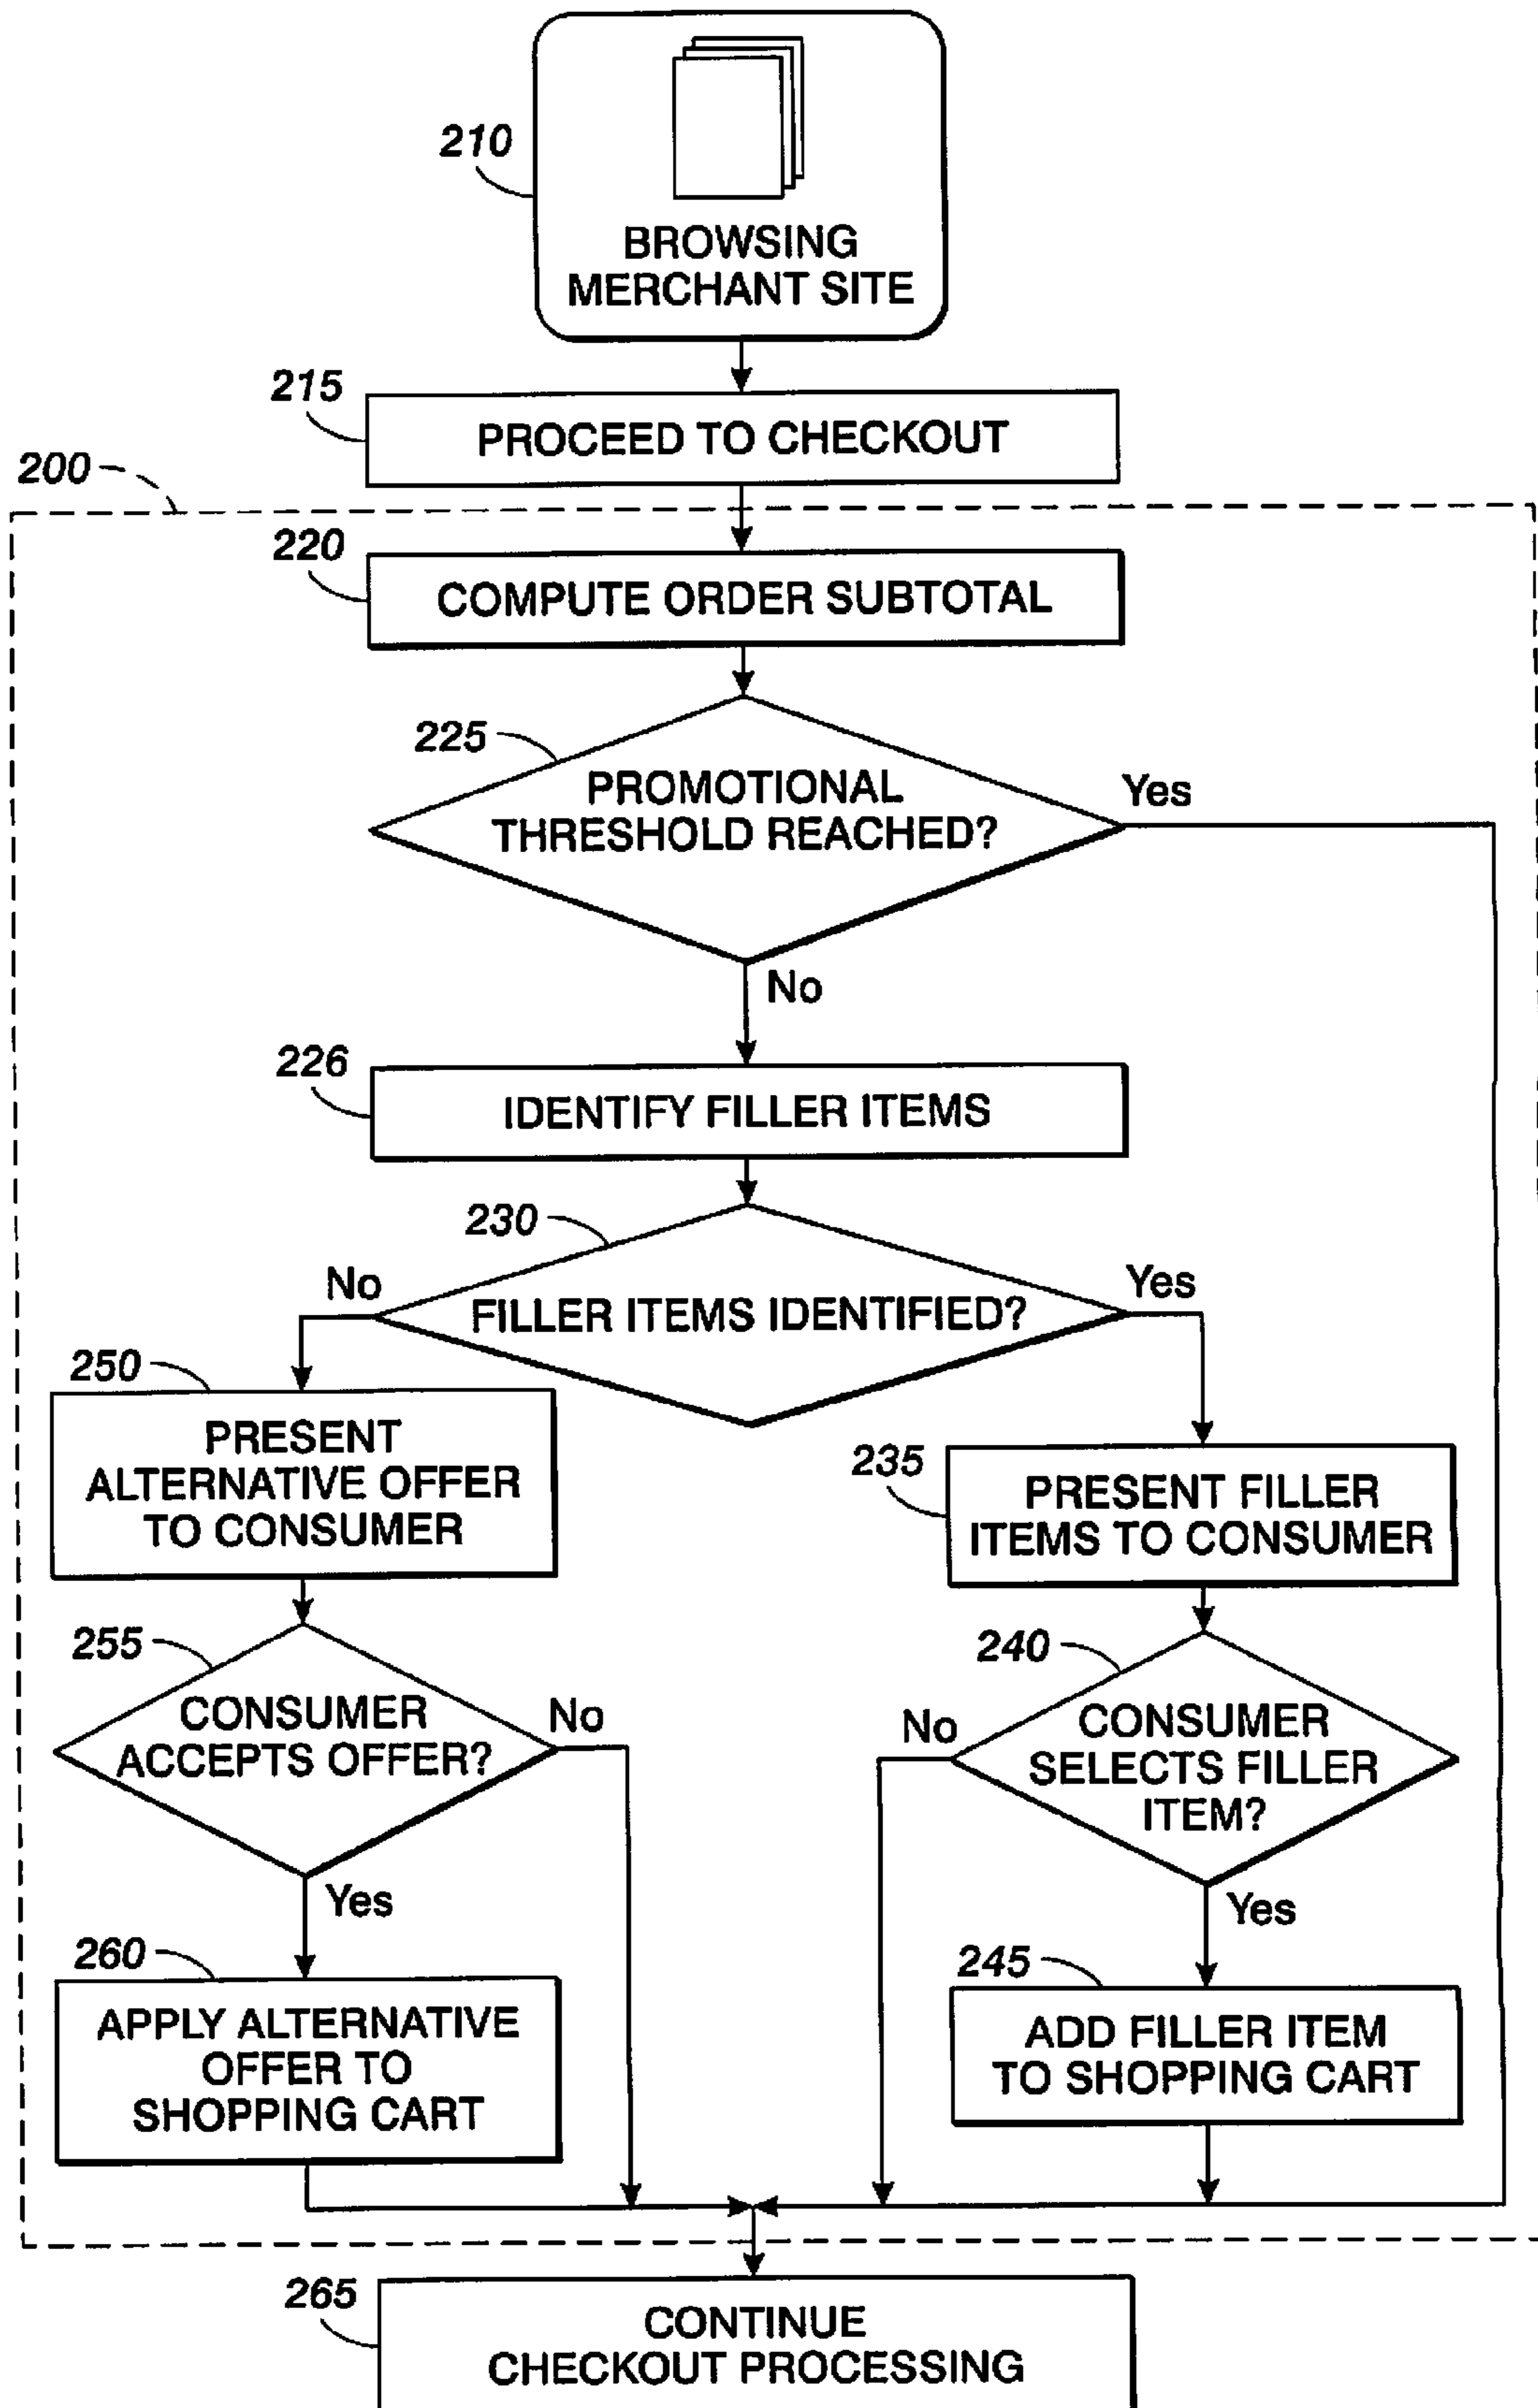 210
BROWSING
MERCHANT SITE
215
PROCEED TO CHECKOUT
200
220
COMPUTE ORDER SUBTOTAL
225
PROMOTIONAL
THRESHOLD REACHED?
Yes
No
226
IDENTIFY FILLER ITEMS
230
No
FILLER ITEMS IDENTIFIED?
Yes
250
PRESENT
ALTERNATIVE OFFER
TO CONSUMER
235
PRESENT FILLER
ITEMS TO CONSUMER
255
CONSUMER
ACCEPTS OFFER?
No
Yes
240
No
CONSUMER
SELECTS FILLER
ITEM?
Yes
260
APPLY ALTERNATIVE
OFFER TO
SHOPPING CART
245
ADD FILLER ITEM
TO SHOPPING CART
265
CONTINUE
CHECKOUT PROCESSING